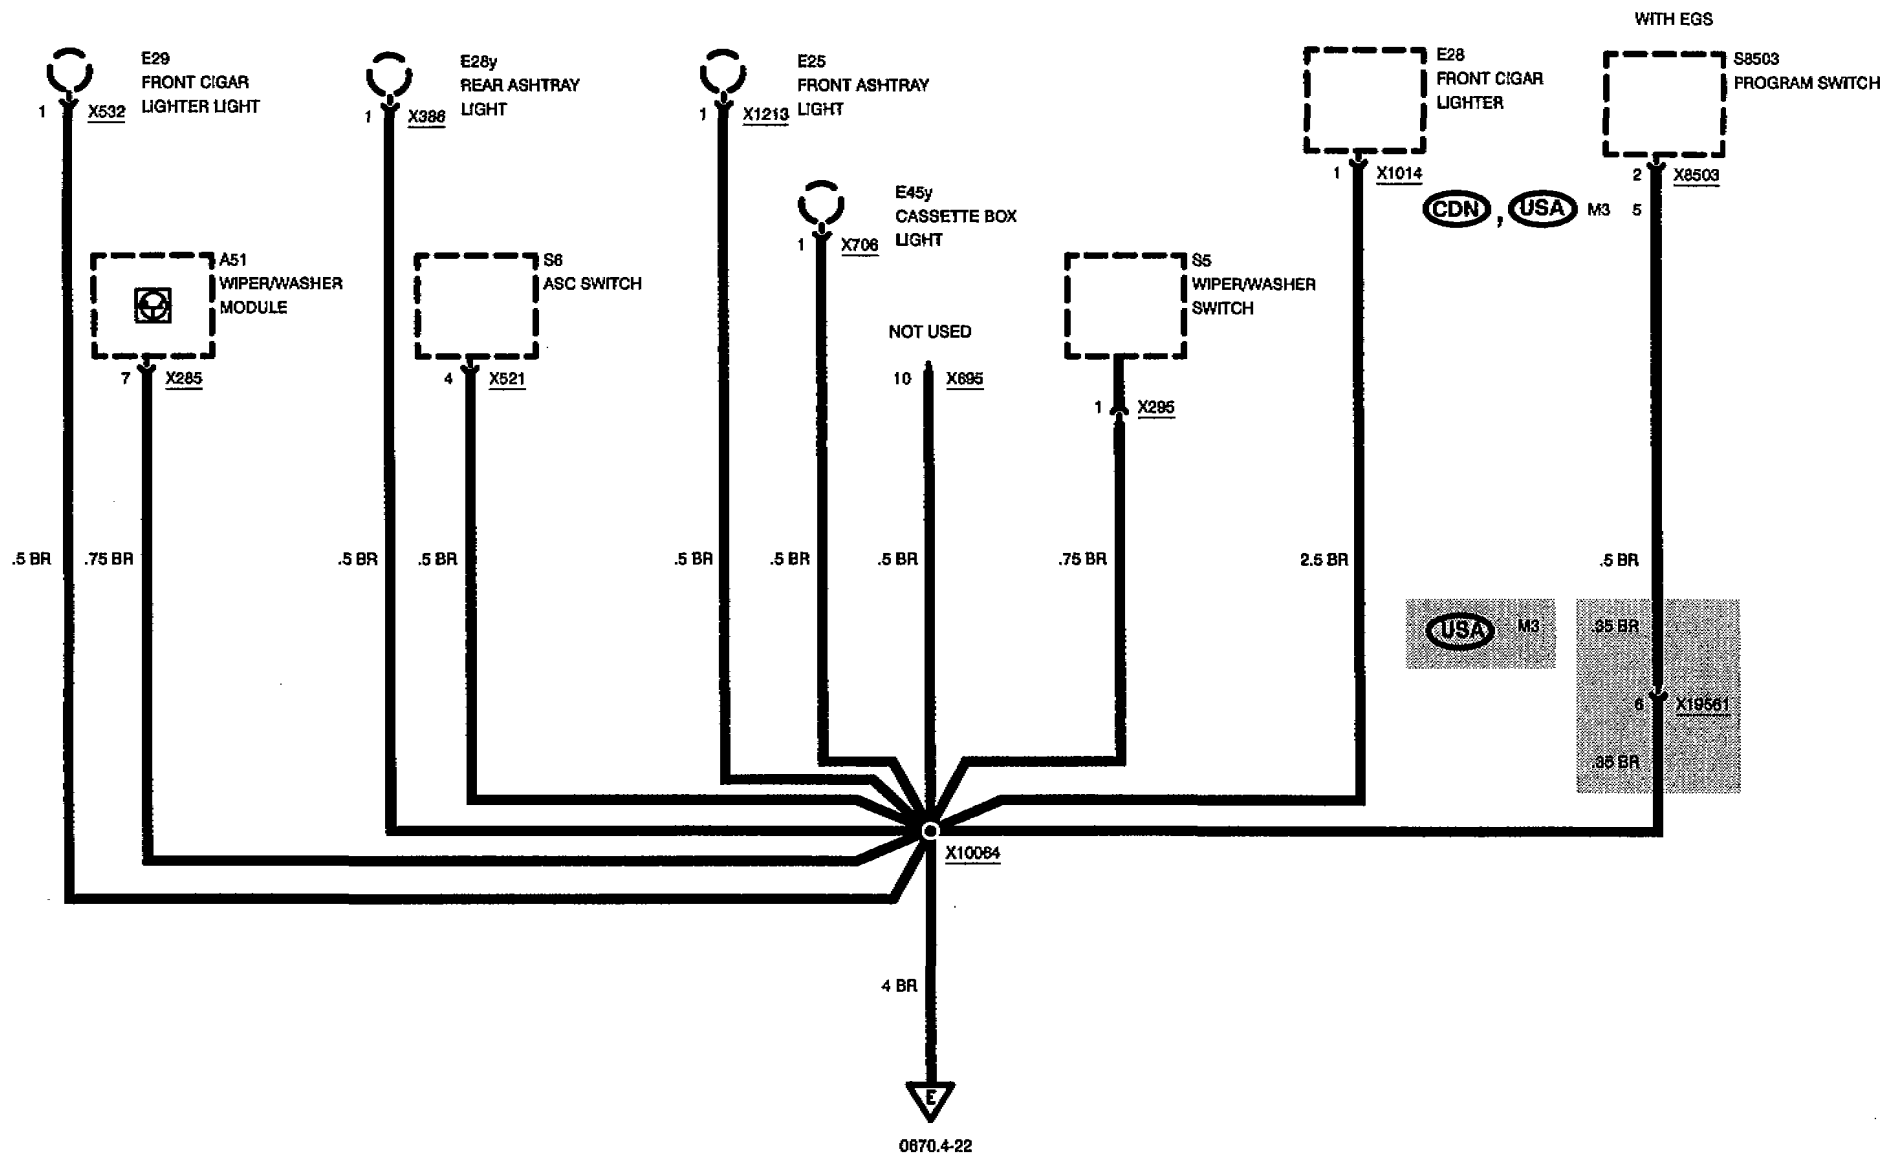 WITH EGS
E29
FRONT CIGAR
LIGHTER LIGHT
1 X532
E28y
REAR ASHTRAY
LIGHT
1 X386
E25
FRONT ASHTRAY
LIGHT
1 X1213
E28
FRONT CIGAR
LIGHTER
1 X1014
S8503
PROGRAM SWITCH
2 X8503
CDN , USA M3 5
E45y
CASSETTE BOX
LIGHT
1 X706
A51
WIPER/WASHER
MODULE
7 X285
S6
ASC SWITCH
4 X521
NOT USED
10 X695
S5
WIPER/WASHER
SWITCH
1 X295
.5 BR .75 BR .5 BR .5 BR .5 BR .5 BR .5 BR .75 BR 2.5 BR .5 BR
USA M3 .35 BR
6 X19561
.35 BR
X10064
4 BR
E
0670.4-22